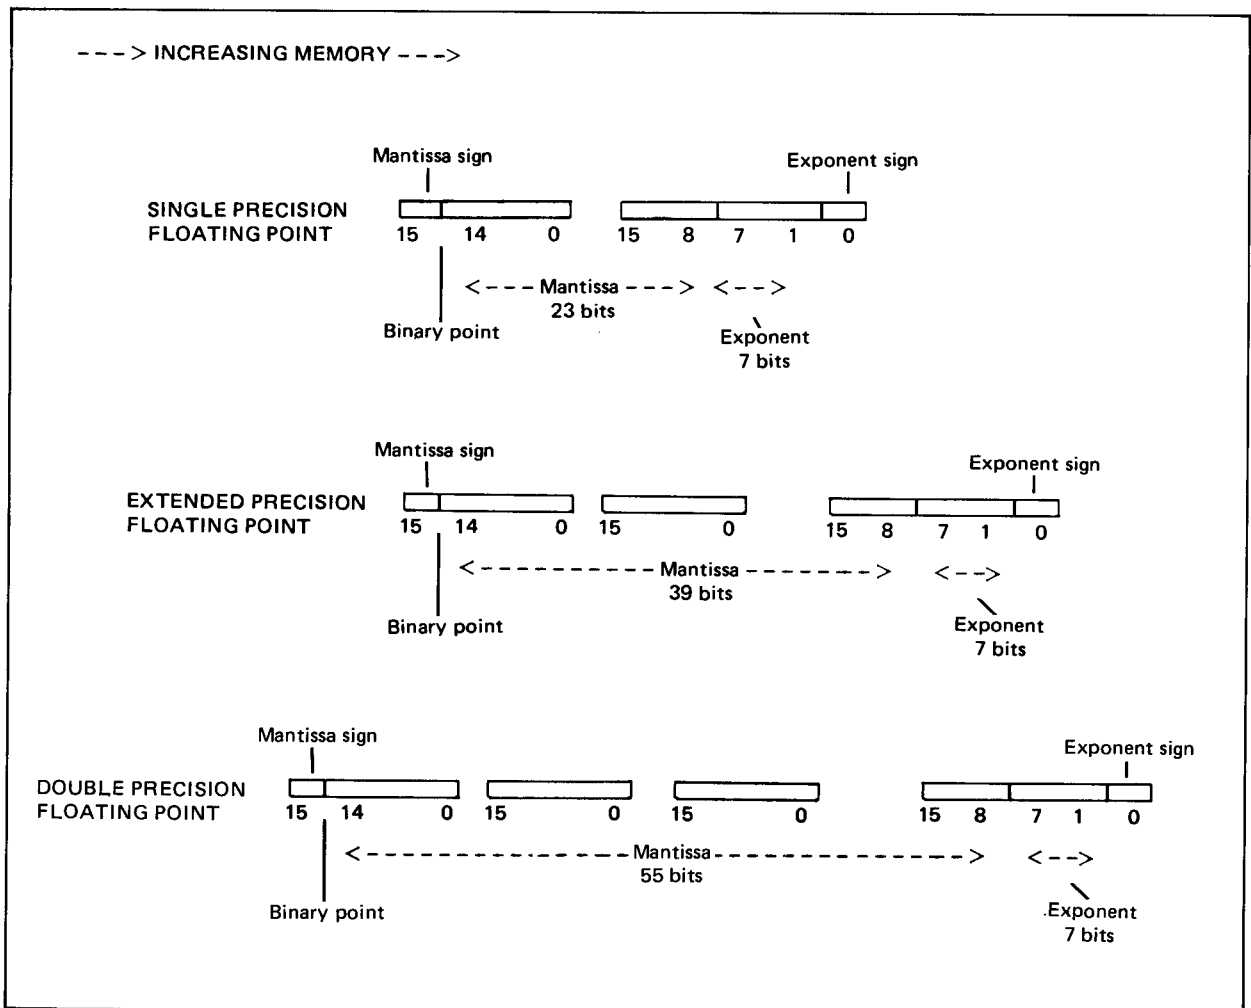 ---> INCREASING MEMORY --->
Mantissa sign
Exponent sign
SINGLE PRECISION
FLOATING POINT
15 14 0 15 8 7 1 0
<---Mantissa---> <-->
23 bits
Binary point
Exponent
7 bits
Mantissa sign
Exponent sign
EXTENDED PRECISION
FLOATING POINT
15 14 0 15 0 15 8 7 1 0
<----------Mantissa-------> <-->
39 bits
Binary point
Exponent
7 bits
Mantissa sign
Exponent sign
DOUBLE PRECISION
FLOATING POINT
15 14 0 15 0 15 0 15 8 7 1 0
<--------------Mantissa-------------> <-->
55 bits
Binary point
Exponent
7 bits